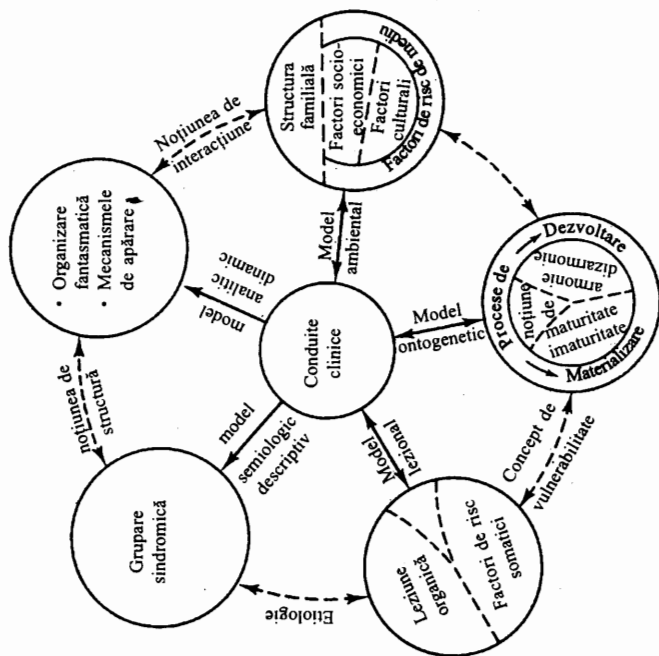 • Organizare
fantasmatică
• Mecanismele
de apărare
Noțiunea de
interacțiune
Structura
familială
Factori socio-
economici
Factori
culturali
Factori de risc de mediu
noțiunea de
structură
model
analitic
dinamic
Model
ambiental
Conduite
clinice
Grupare
sindromică
model
semiologic
descriptiv
Model
ontogenetic
Model
lezional
Procese de
Dezvoltare
Materializare
noțiune
de
armonie
dizarmonie
maturitate
imaturitate
Concept de
vulnerabilitate
Leziune
organică
Factori de risc
somatici
Etiologie